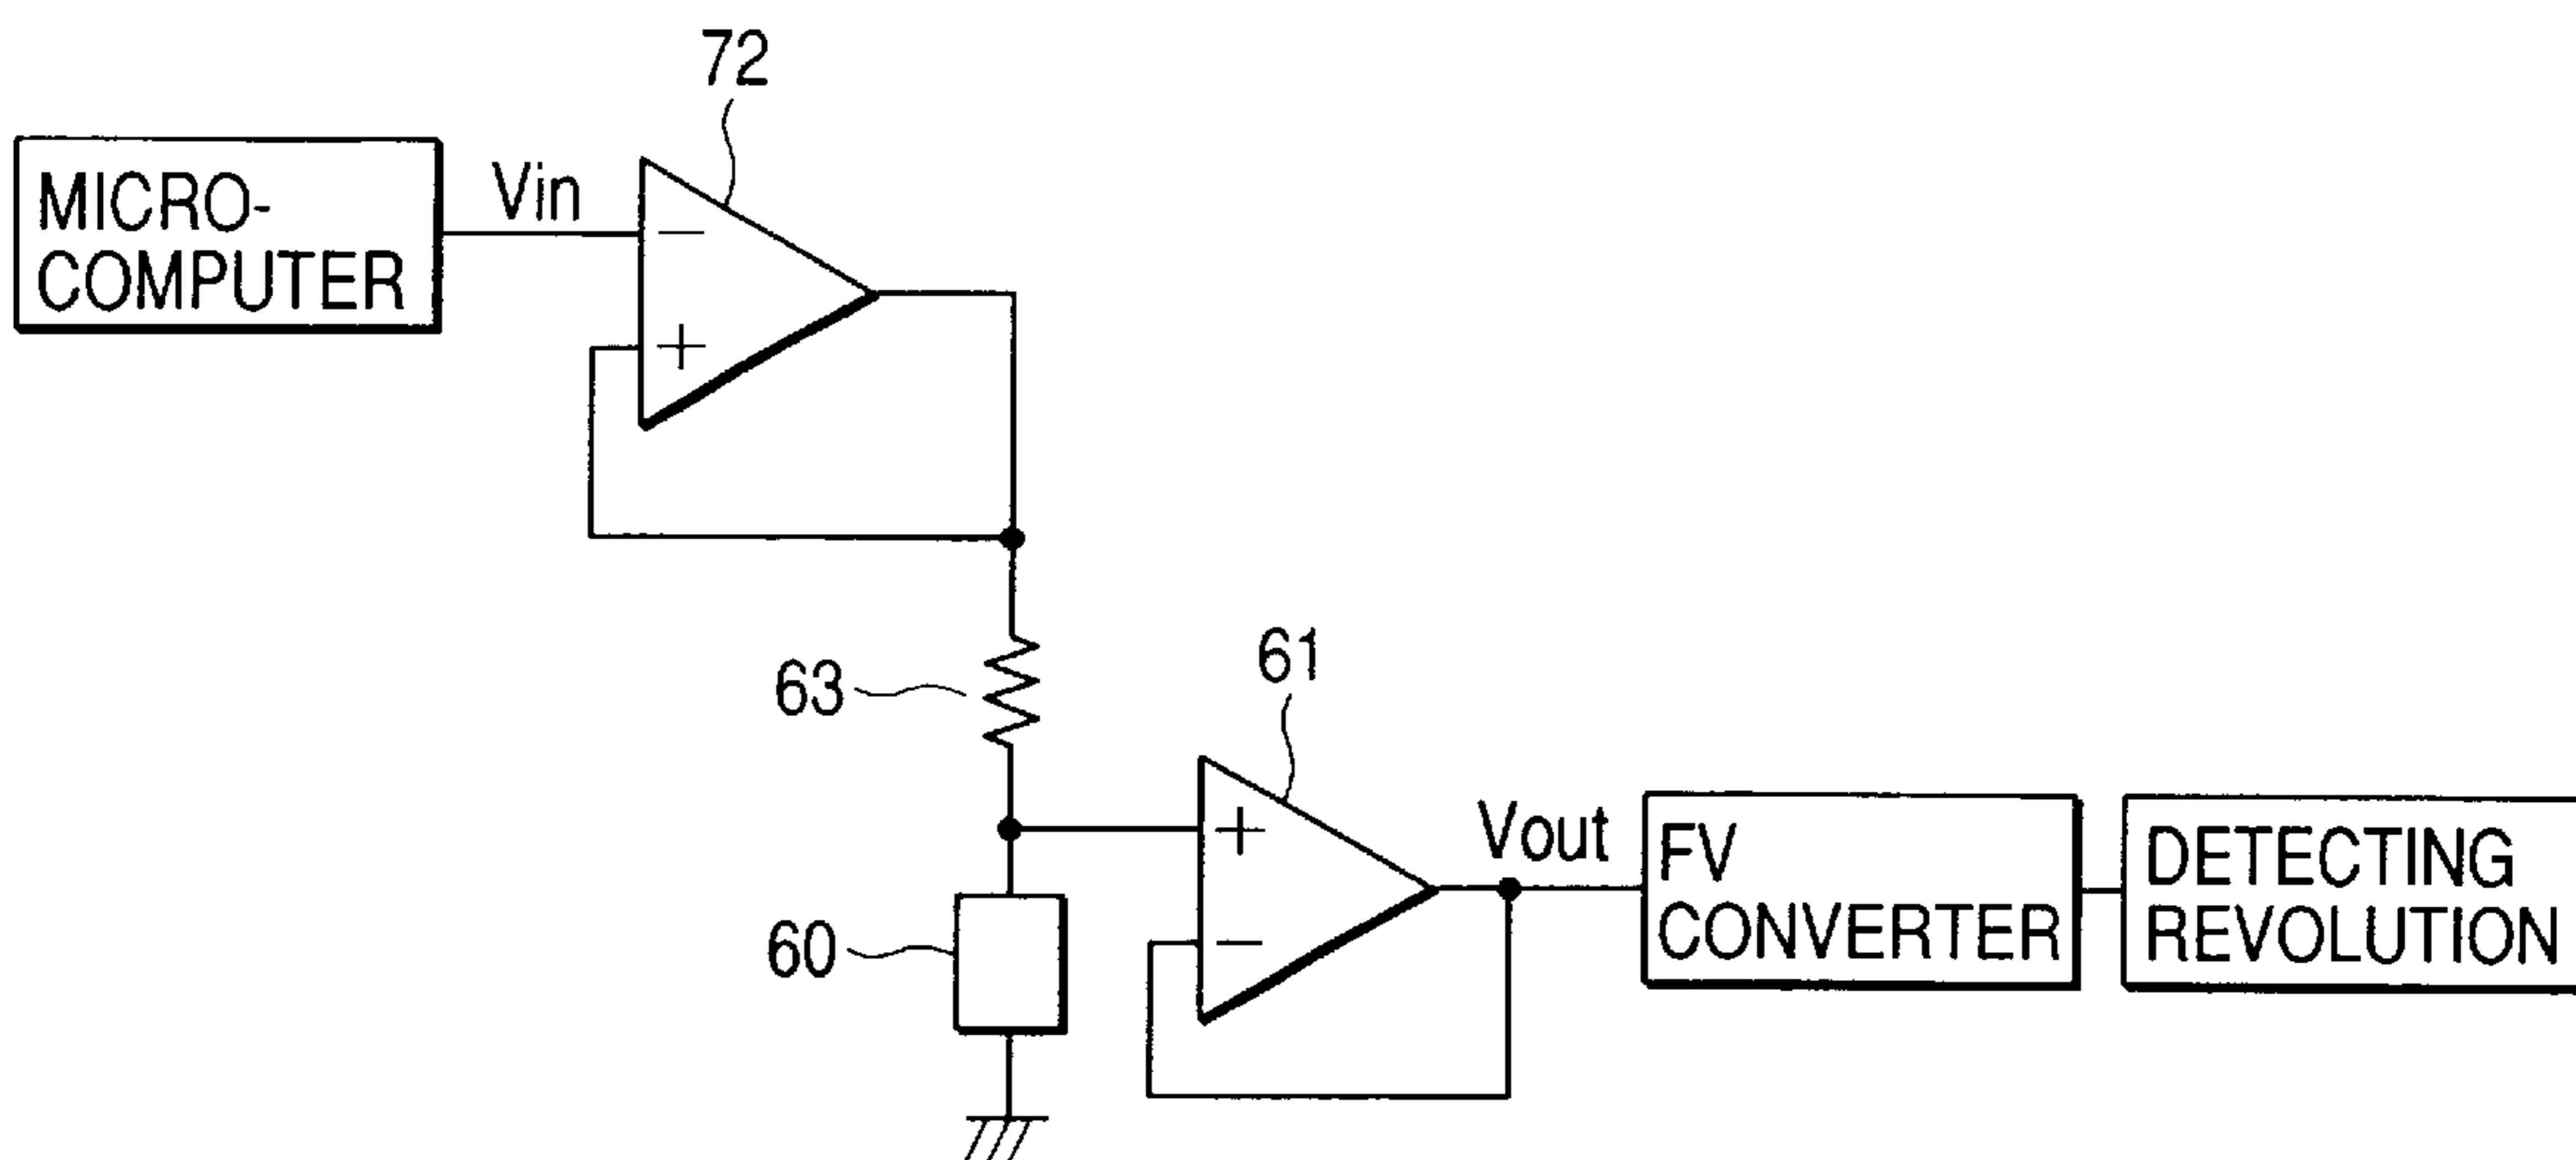 72
MICRO-
COMPUTER
Vin
−
+
63
61
+
−
Vout
FV
CONVERTER
DETECTING
REVOLUTION
60